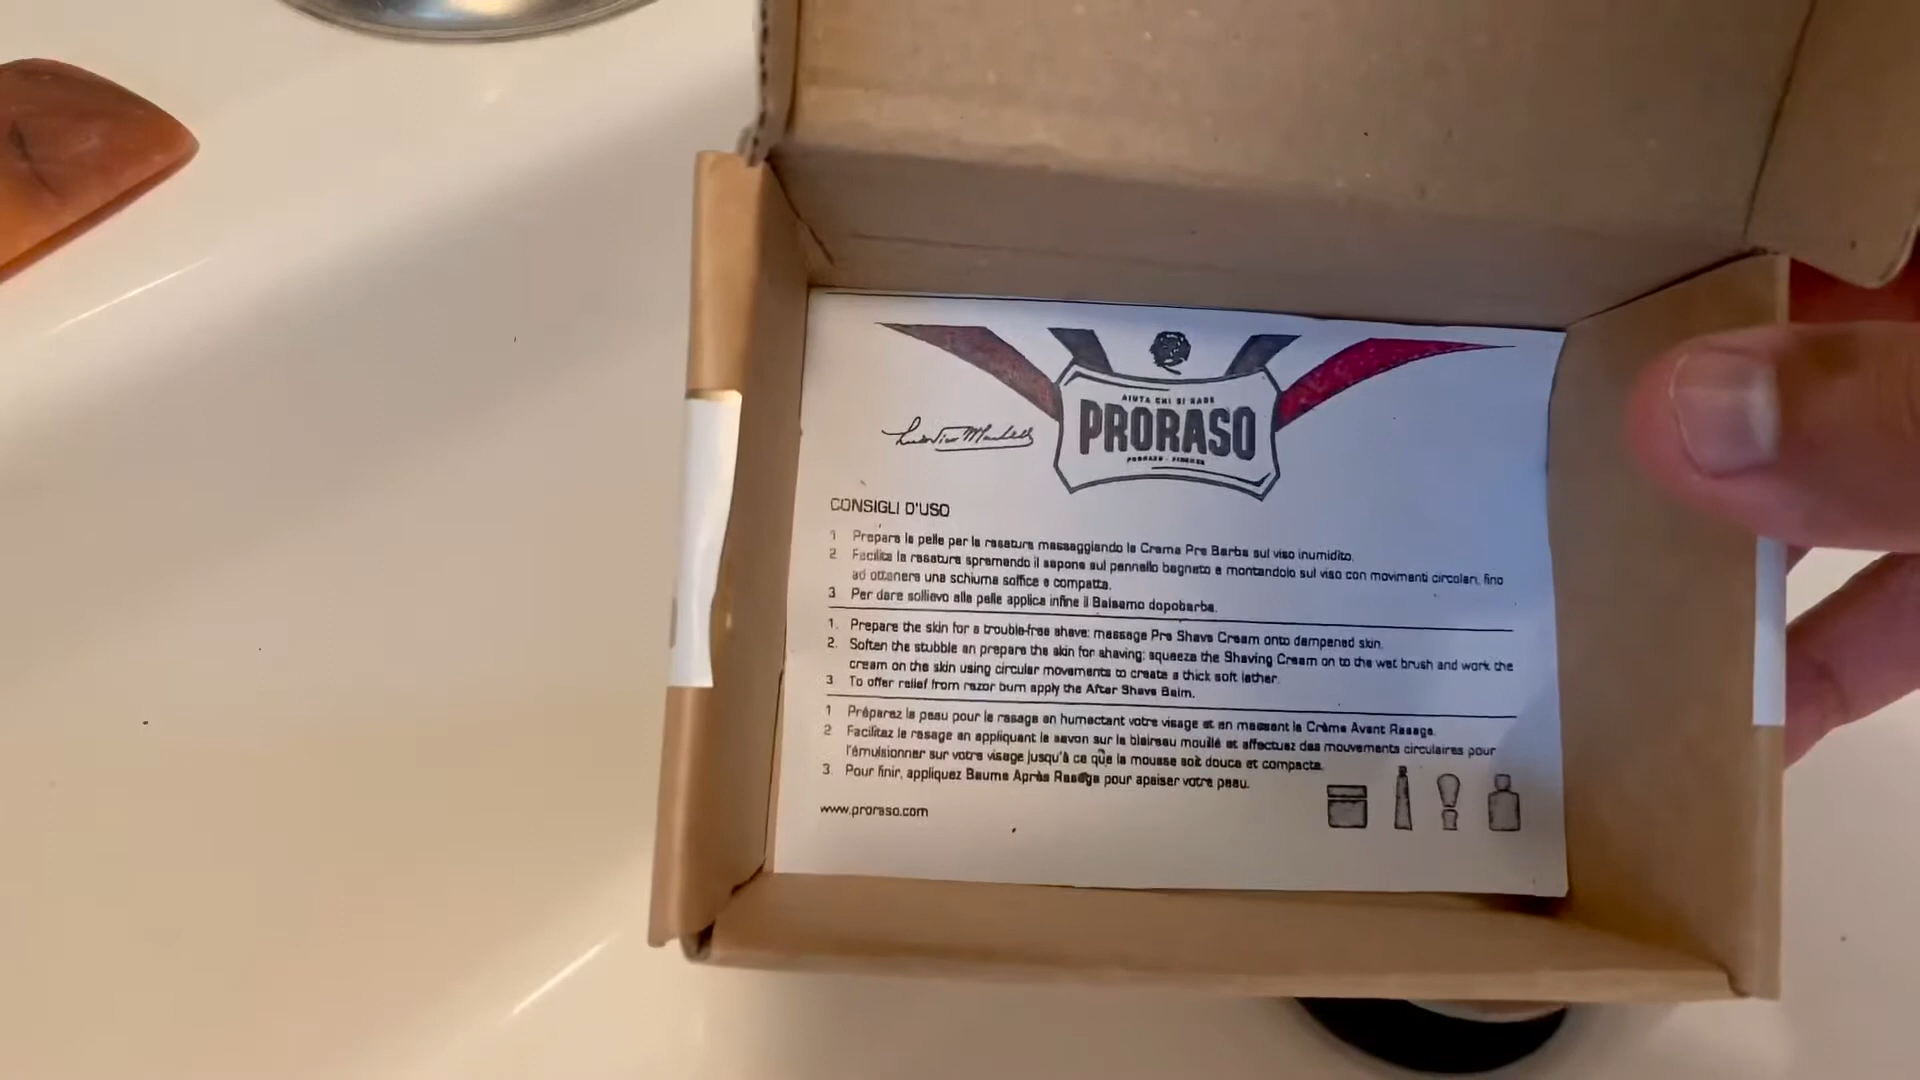 AIUTA CHI SI RADE
PRORASO
PRORASO - FIRENZE
CONSIGLI D'USO
1 Prepara la pelle per la rasatura massaggiando la Crema Pre Barba sul viso inumidito.
2 Facilita la rasatura spremendo il sapone sul pennello bagnato e montandolo sul viso con movimenti circolari, fino
ad ottenere una schiuma soffice e compatta.
3 Per dare sollievo alla pelle applica infine il Balsamo dopobarba.
1. Prepare the skin for a trouble-free shave: massage Pre Shave Cream onto dampened skin.
2. Soften the stubble an prepare the skin for shaving: squeeze the Shaving Cream on to the wet brush and work the
cream on the skin using circular movements to create a thick soft lather.
3 To offer relief from razor burn apply the After Shave Balm.
1 Préparez la peau pour le rasage en humectant votre visage et en massant la Crème Avant Rasage.
2 Facilitez le rasage en appliquant le savon sur le blaireau mouillé et effectuez des mouvements circulaires pour
l'émulsionner sur votre visage jusqu'à ce que la mousse soit douce et compacte.
3. Pour finir, appliquez Baume Après Rasage pour apaiser votre peau.
www.proraso.com